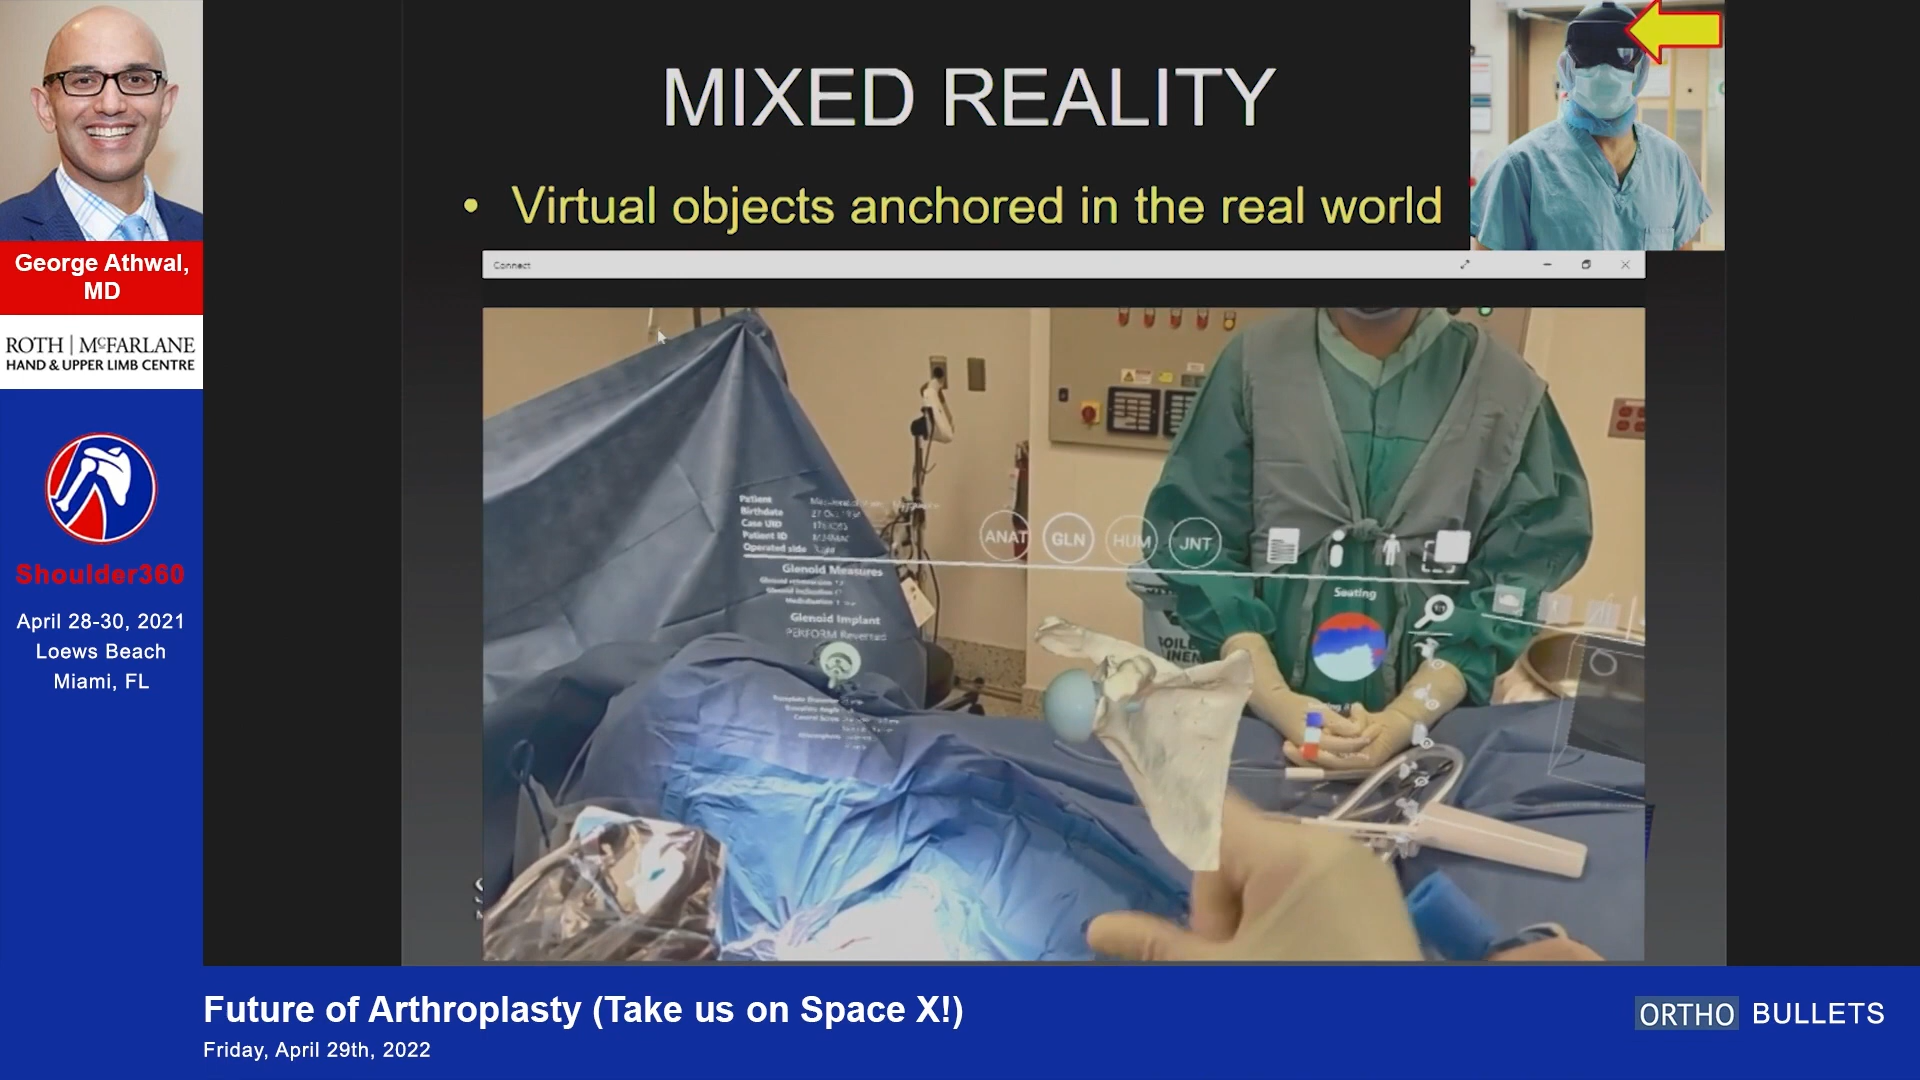 George Athwal,
MD
ROTH | McFARLANE
HAND & UPPER LIMB CENTRE
Shoulder360
April 28-30, 2021
Loews Beach
Miami, FL
MIXED REALITY
• Virtual objects anchored in the real world
Connect
Patient
Birthdate
Case UID
Patient ID
Operated side
Glenoid Measures
Glenoid Implant
PERFORM Reversed
ANAT GLN HUM JNT
Seating
Future of Arthroplasty (Take us on Space X!)
Friday, April 29th, 2022
ORTHO BULLETS